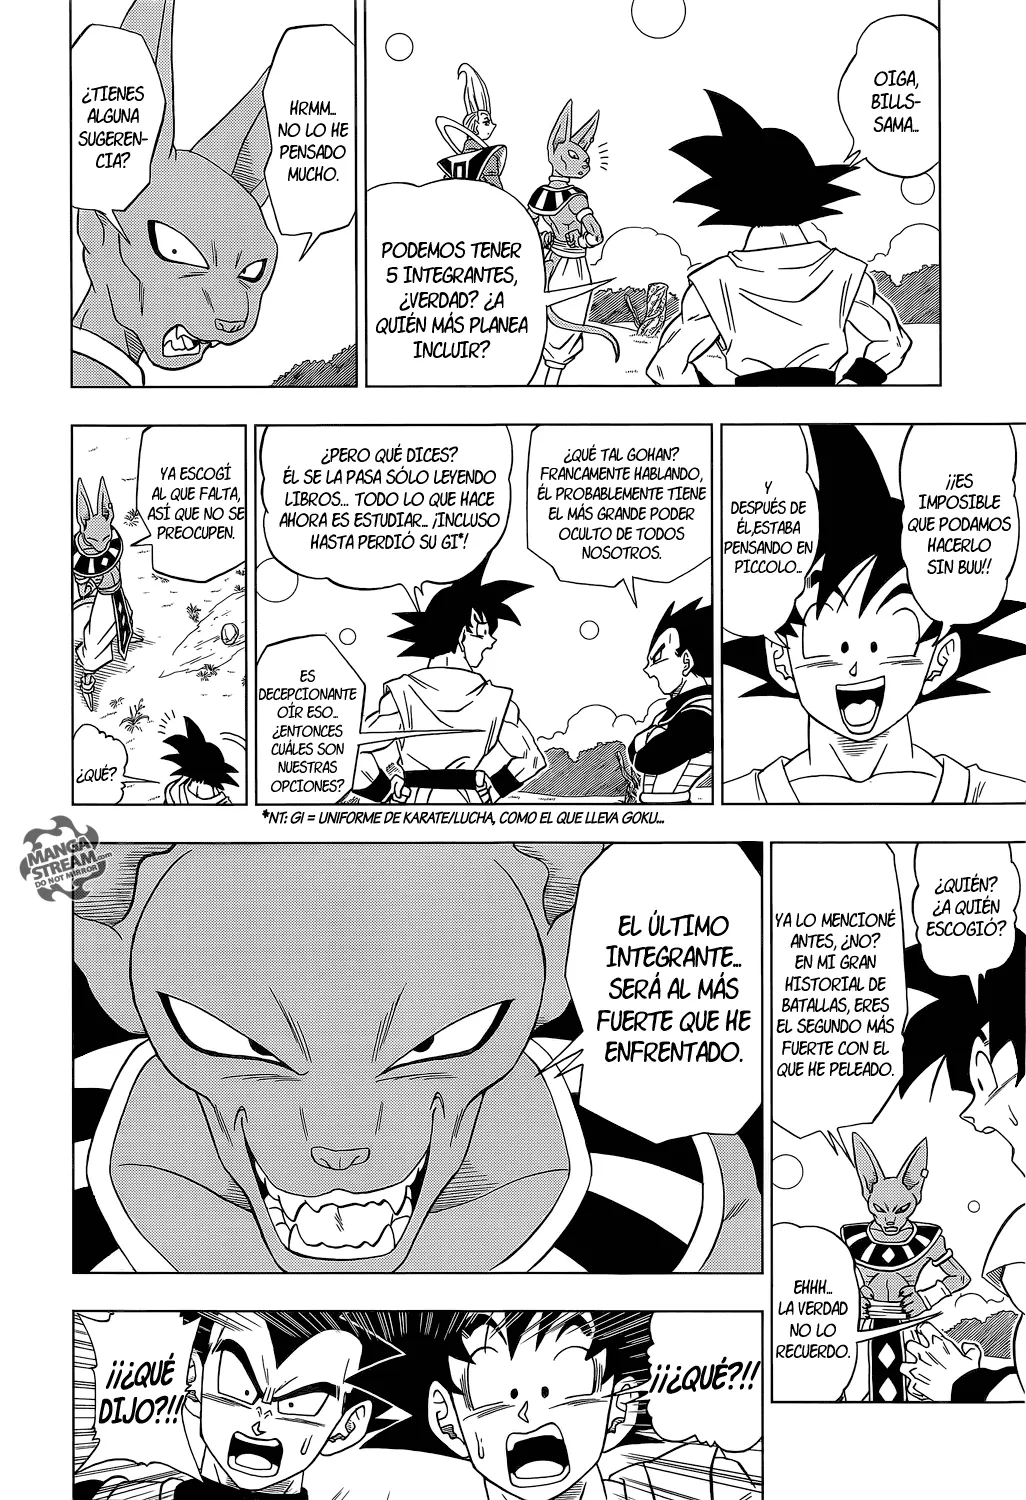 OIGA,
BILLS-
SAMA...
PODEMOS TENER
5 INTEGRANTES,
¿VERDAD? ¿A
QUIÉN MÁS PLANEA
INCLUIR?
HRMM...
NO LO HE
PENSADO
MUCHO.
¿TIENES
ALGUNA
SUGEREN-
CIA?
¡¡ES
IMPOSIBLE
QUE PODAMOS
HACERLO
SIN BUU!!
Y
DESPUÉS DE
ÉL,ESTABA
PENSANDO EN
PICCOLO...
¿QUÉ TAL GOHAN?
FRANCAMENTE HABLANDO,
ÉL PROBABLEMENTE TIENE
EL MÁS GRANDE PODER
OCULTO DE TODOS
NOSOTROS.
¿PERO QUÉ DICES?
ÉL SE LA PASA SÓLO LEYENDO
LIBROS... TODO LO QUE HACE
AHORA ES ESTUDIAR... ¡INCLUSO
HASTA PERDIÓ SU GI*!
ES
DECEPCIONANTE
OÍR ESO...
¿ENTONCES
CUÁLES SON
NUESTRAS
OPCIONES?
*NT: GI = UNIFORME DE KARATE/LUCHA, COMO EL QUE LLEVA GOKU...
YA ESCOGÍ
AL QUE FALTA,
ASÍ QUE NO SE
PREOCUPEN.
¿QUÉ?
¿QUIÉN?
¿A QUIÉN
ESCOGIÓ?
YA LO MENCIONÉ
ANTES, ¿NO?
EN MI GRAN
HISTORIAL DE
BATALLAS, ERES
EL SEGUNDO MÁS
FUERTE CON EL
QUE HE PELEADO.
EHHH...
LA VERDAD
NO LO
RECUERDO.
EL ÚLTIMO
INTEGRANTE...
SERÁ AL MÁS
FUERTE QUE HE
ENFRENTADO.
¡¡¿QUÉ?!!
¡¡¿QUÉ
DIJO?!!
MANGA
STREAM.com
DO NOT MIRROR